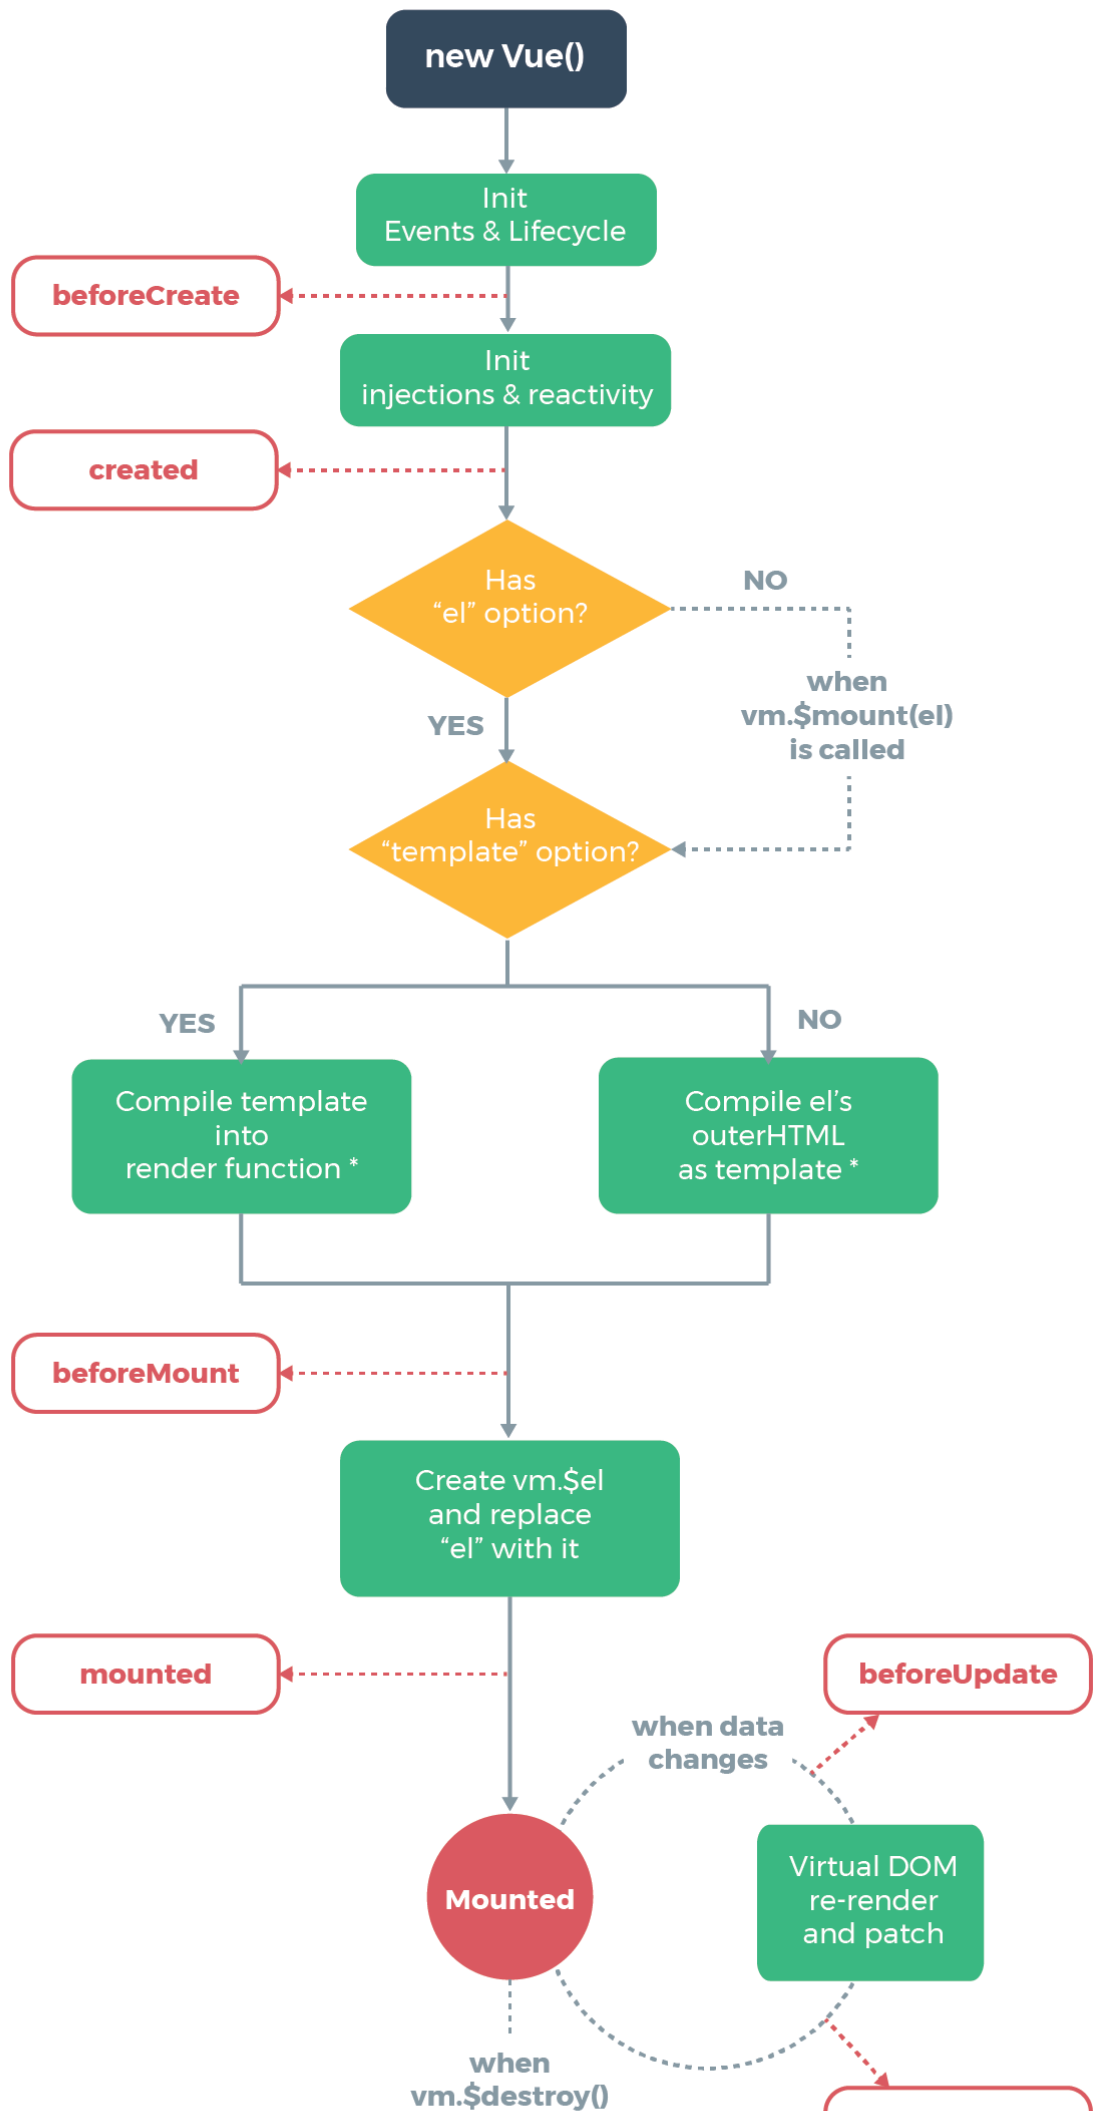 new Vue()
Init
Events & Lifecycle
beforeCreate
Init
injections & reactivity
created
Has
“el” option?
NO
when
vm.$mount(el)
is called
YES
Has
“template” option?
YES
NO
Compile template
into
render function *
Compile el’s
outerHTML
as template *
beforeMount
Create vm.$el
and replace
“el” with it
mounted
beforeUpdate
when data
changes
Mounted
Virtual DOM
re-render
and patch
when
vm.$destroy()